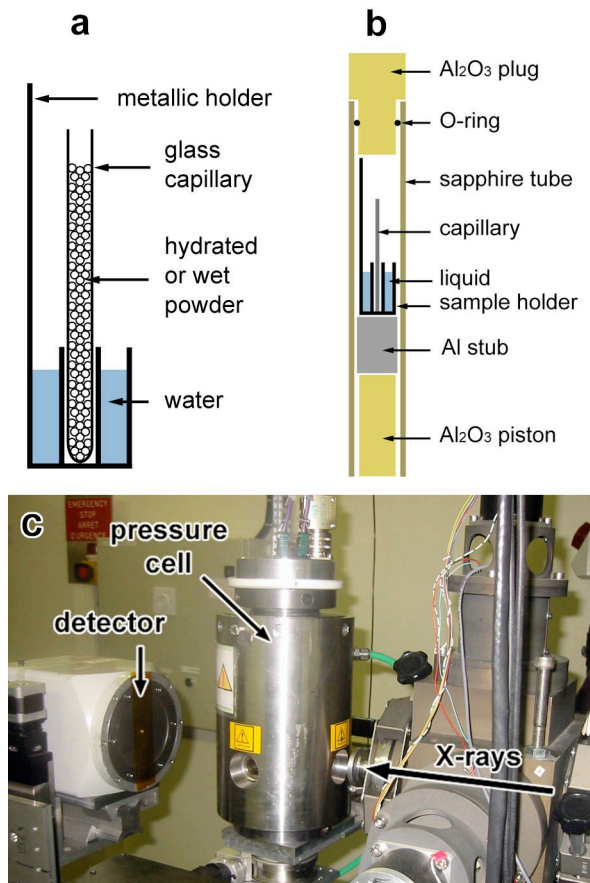 a
metallic holder
glass
capillary
hydrated
or wet
powder
water
b
Al₂O₃ plug
O-ring
sapphire tube
capillary
liquid
sample holder
Al stub
Al₂O₃ piston
c
EMERGENCY
STOP
ARRET
D'URGENCE
pressure
cell
detector
X-rays